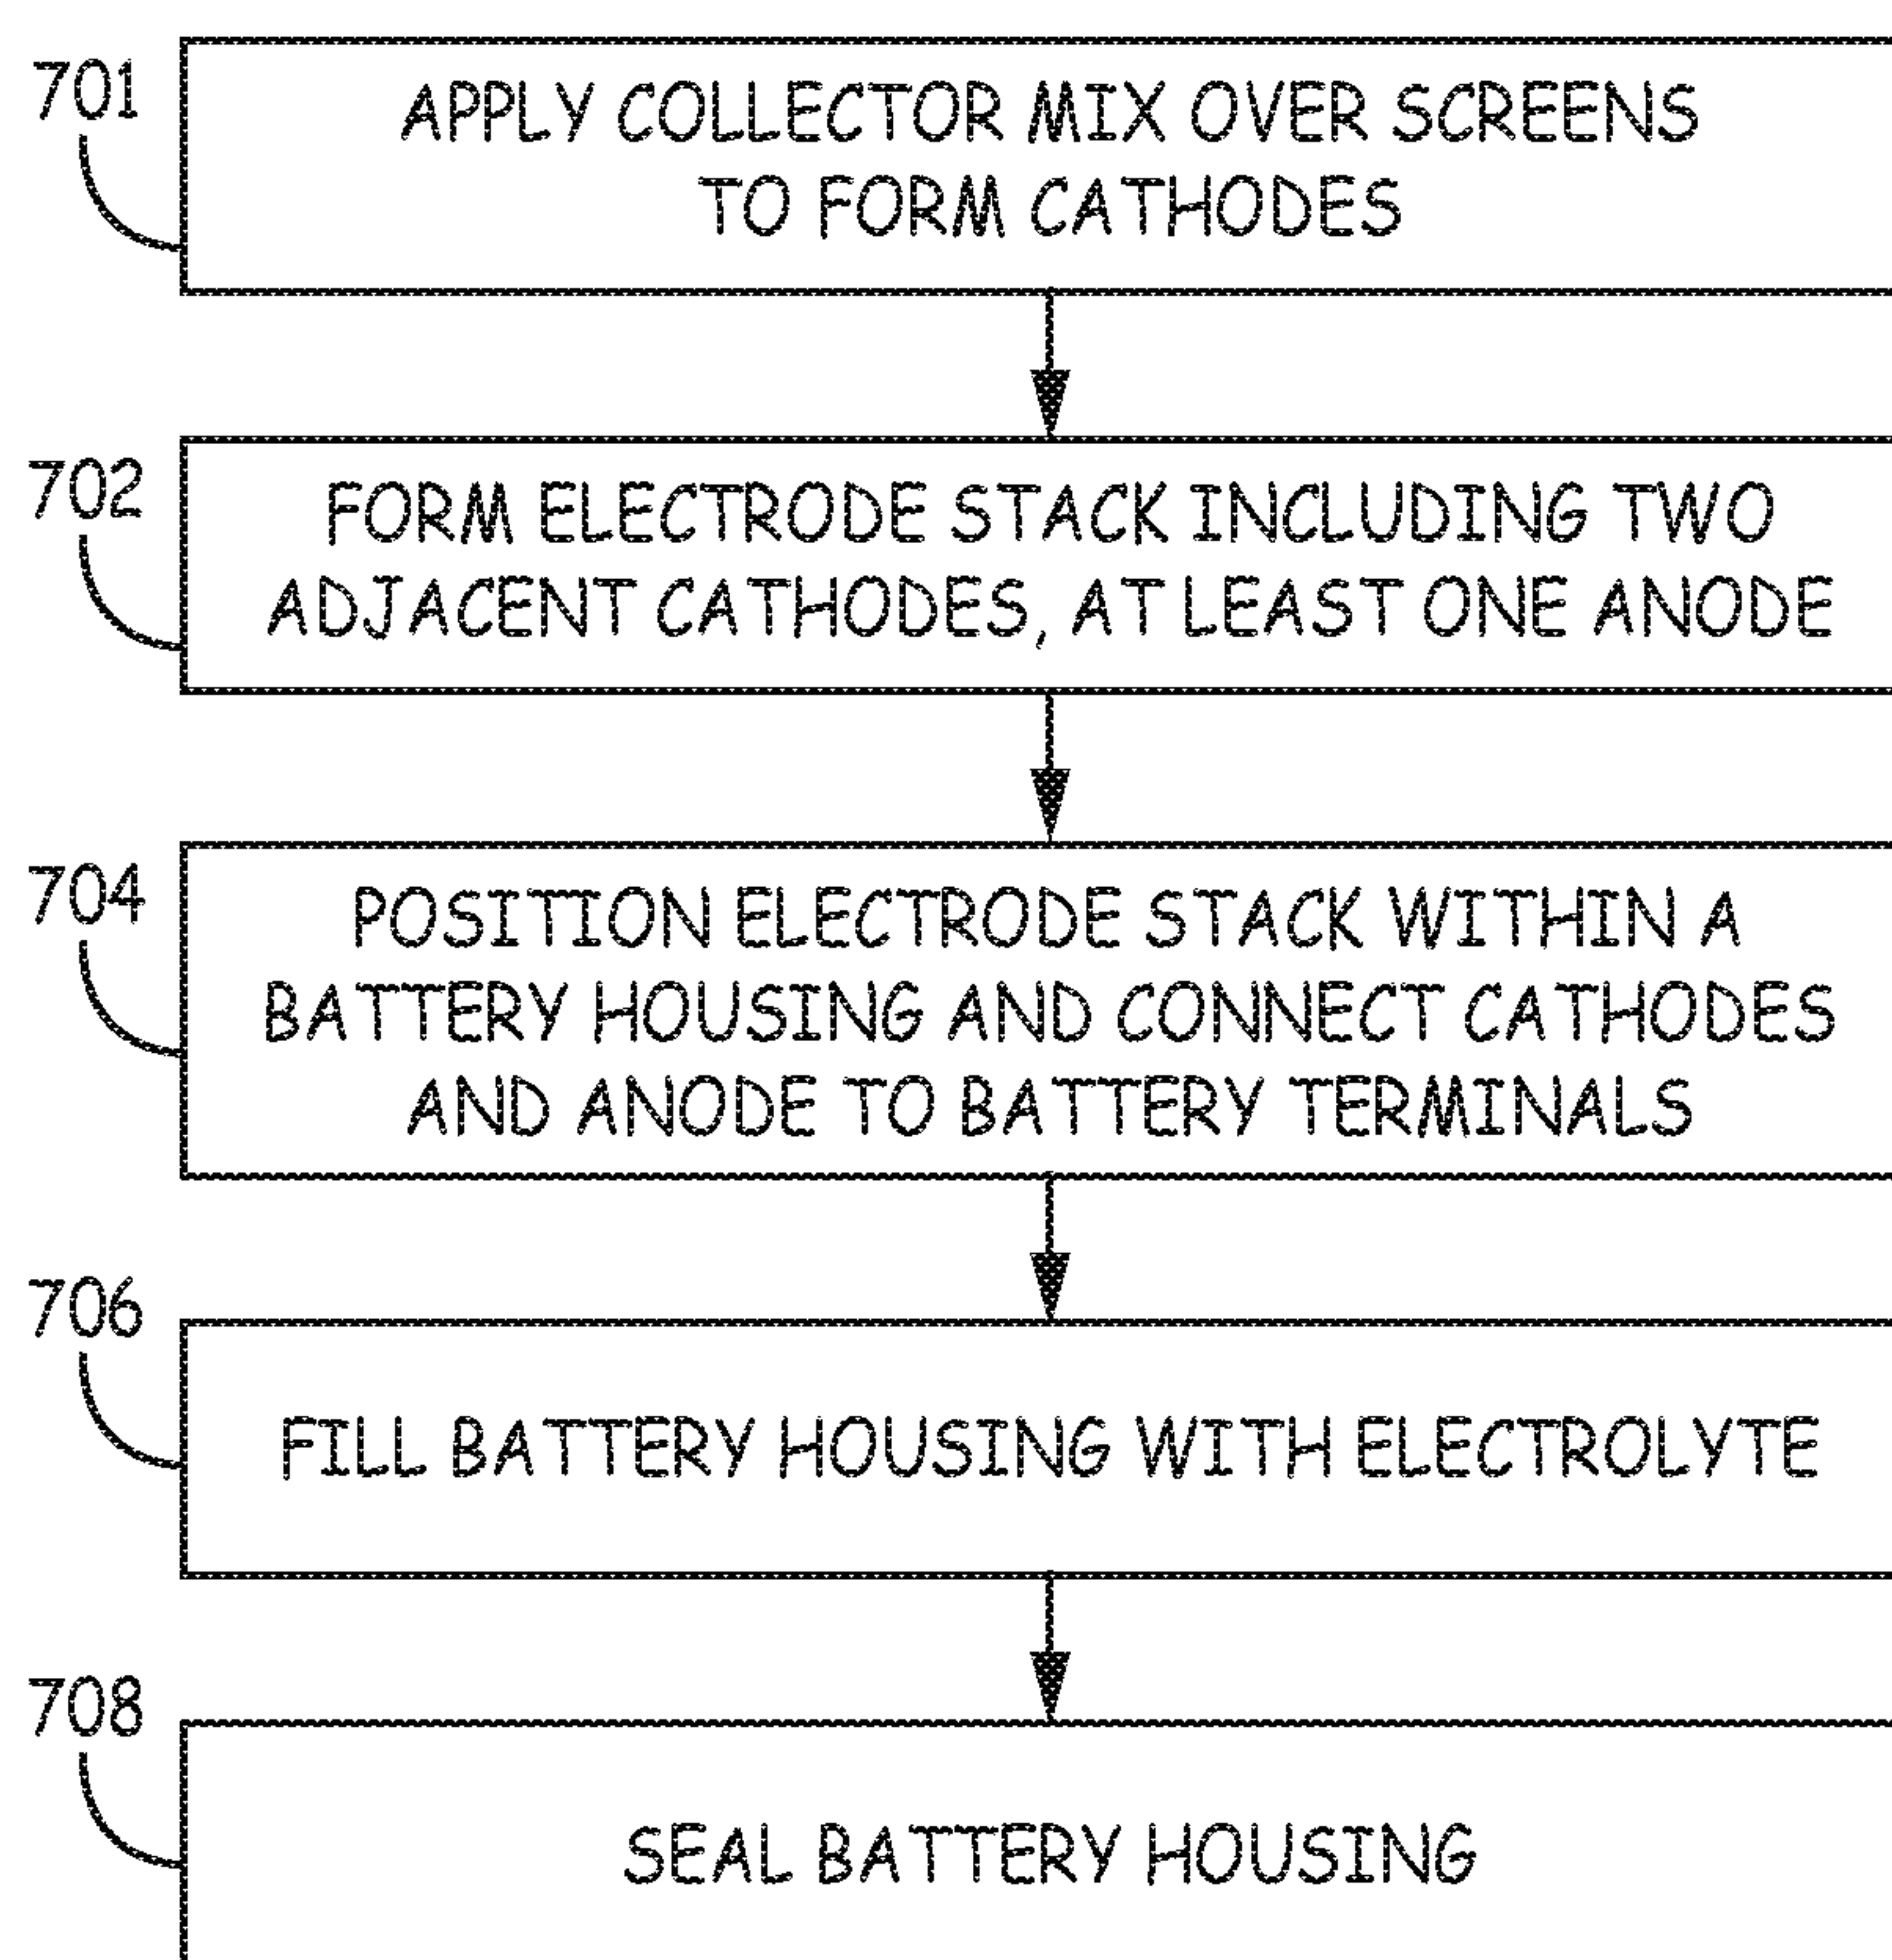 701
APPLY COLLECTOR MIX OVER SCREENS
TO FORM CATHODES
702
FORM ELECTRODE STACK INCLUDING TWO
ADJACENT CATHODES, AT LEAST ONE ANODE
704
POSITION ELECTRODE STACK WITHIN A
BATTERY HOUSING AND CONNECT CATHODES
AND ANODE TO BATTERY TERMINALS
706
FILL BATTERY HOUSING WITH ELECTROLYTE
708
SEAL BATTERY HOUSING